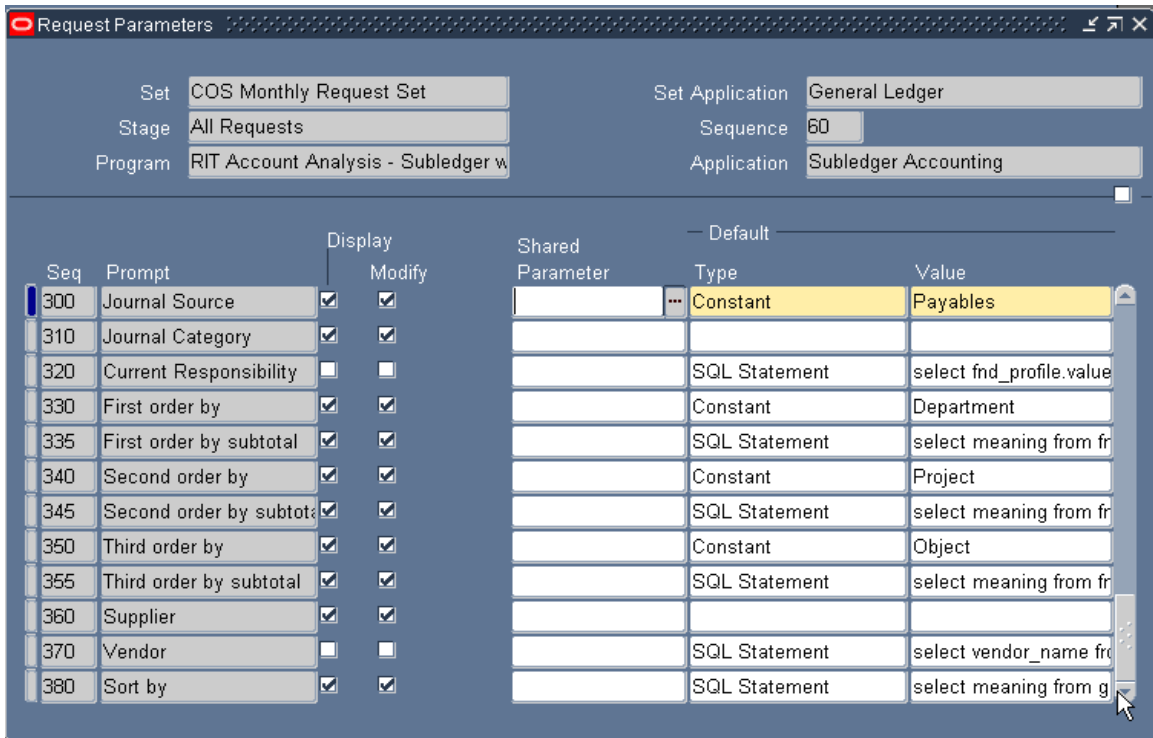 Request Parameters
Set COS Monthly Request Set Set Application General Ledger
Stage All Requests Sequence 60
Program RIT Account Analysis - Subledger w Application Subledger Accounting
Display Shared Default
Seq Prompt Modify Parameter Type Value
300 Journal Source Constant Payables
310 Journal Category
320 Current Responsibility SQL Statement select fnd_profile.value
330 First order by Constant Department
335 First order by subtotal SQL Statement select meaning from fr
340 Second order by Constant Project
345 Second order by subtota SQL Statement select meaning from fr
350 Third order by Constant Object
355 Third order by subtotal SQL Statement select meaning from fr
360 Supplier
370 Vendor SQL Statement select vendor_name fro
380 Sort by SQL Statement select meaning from g